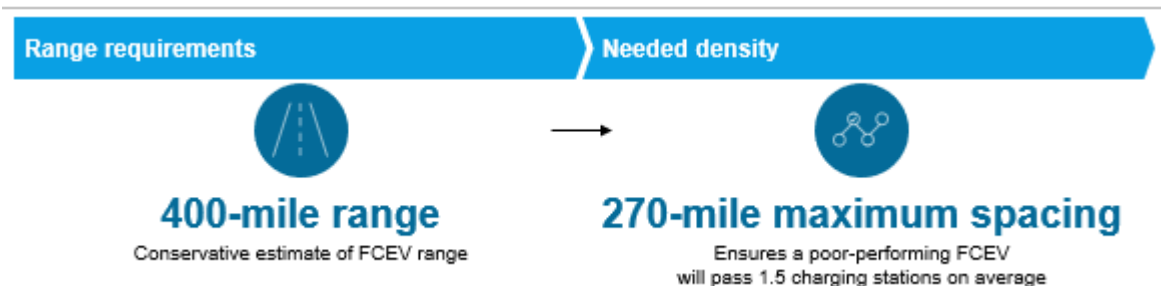 Range requirements
Needed density
400-mile range
270-mile maximum spacing
Conservative estimate of FCEV range
Ensures a poor-performing FCEV
will pass 1.5 charging stations on average